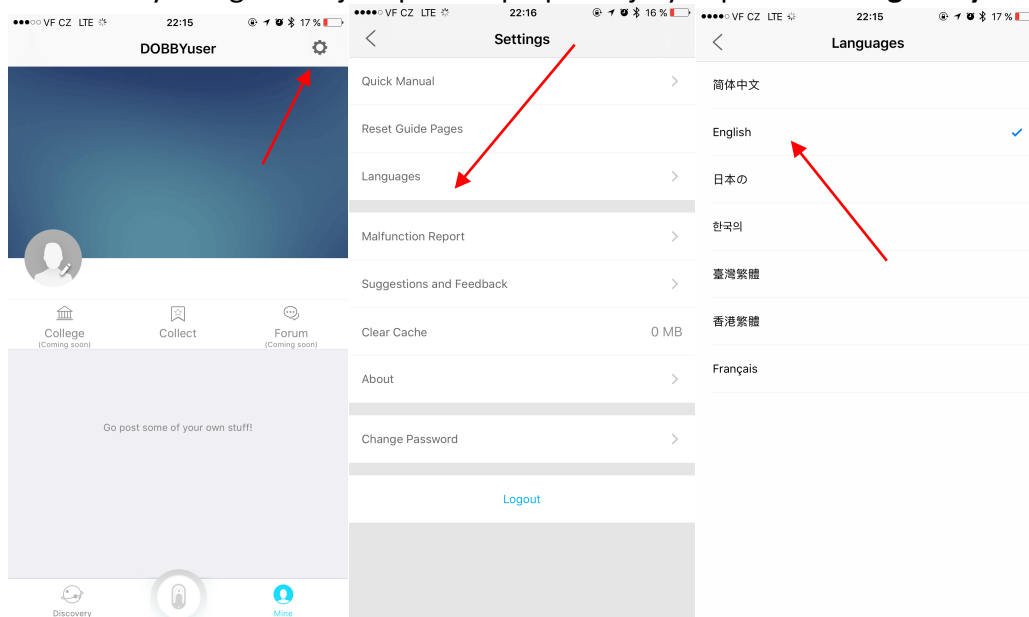 VF CZ LTE 22:15 17 %
DOBBYuser
College
(Coming soon)
Collect
Forum
(Coming soon)
Go post some of your own stuff!
Discovery
Mine
VF CZ LTE 22:16 16 %
Settings
Quick Manual
Reset Guide Pages
Languages
Malfunction Report
Suggestions and Feedback
Clear Cache 0 MB
About
Change Password
Logout
VF CZ LTE 22:15 17 %
Languages
简体中文
English
日本の
한국의
臺灣繁體
香港繁體
Français